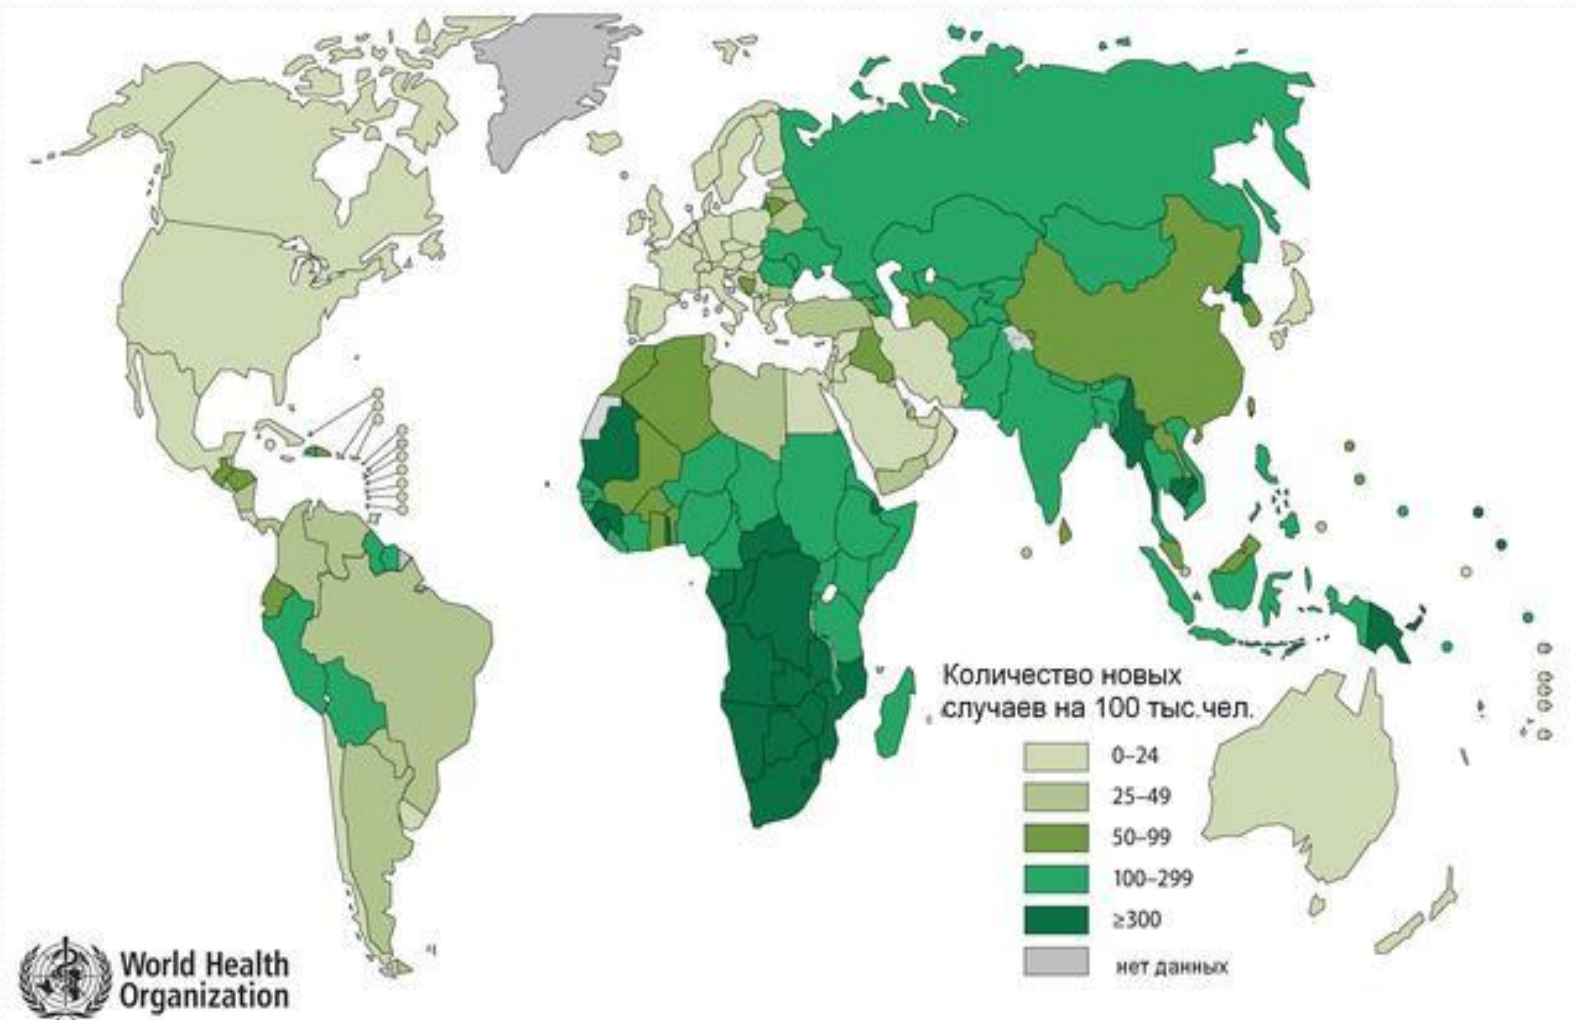 Количество новых
случаев на 100 тыс.чел.
0–24
25–49
50–99
100–299
≥300
нет данных
World Health
Organization